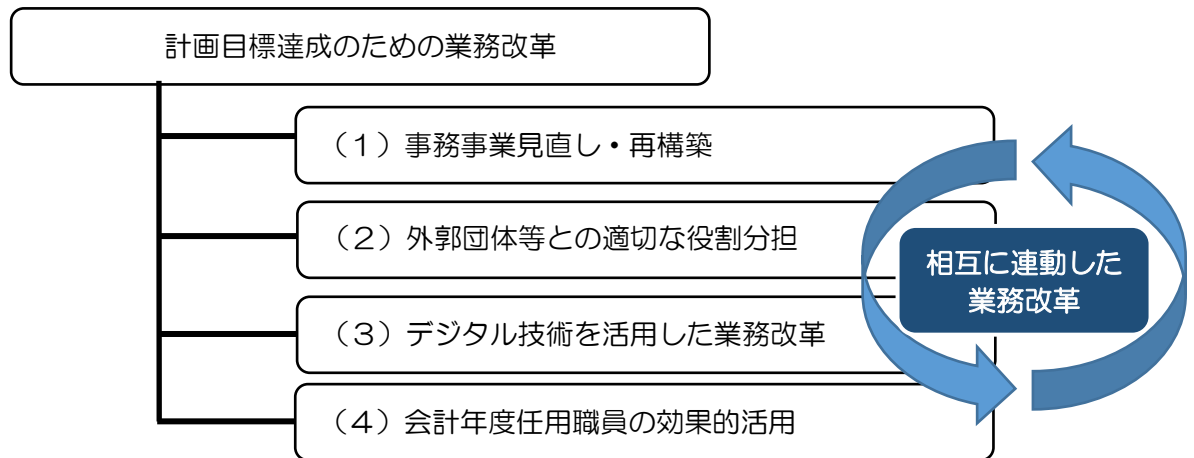 計画目標達成のための業務改革
（１）事務事業見直し・再構築
（２）外郭団体等との適切な役割分担
（３）デジタル技術を活用した業務改革
（４）会計年度任用職員の効果的活用
相互に連動した
業務改革